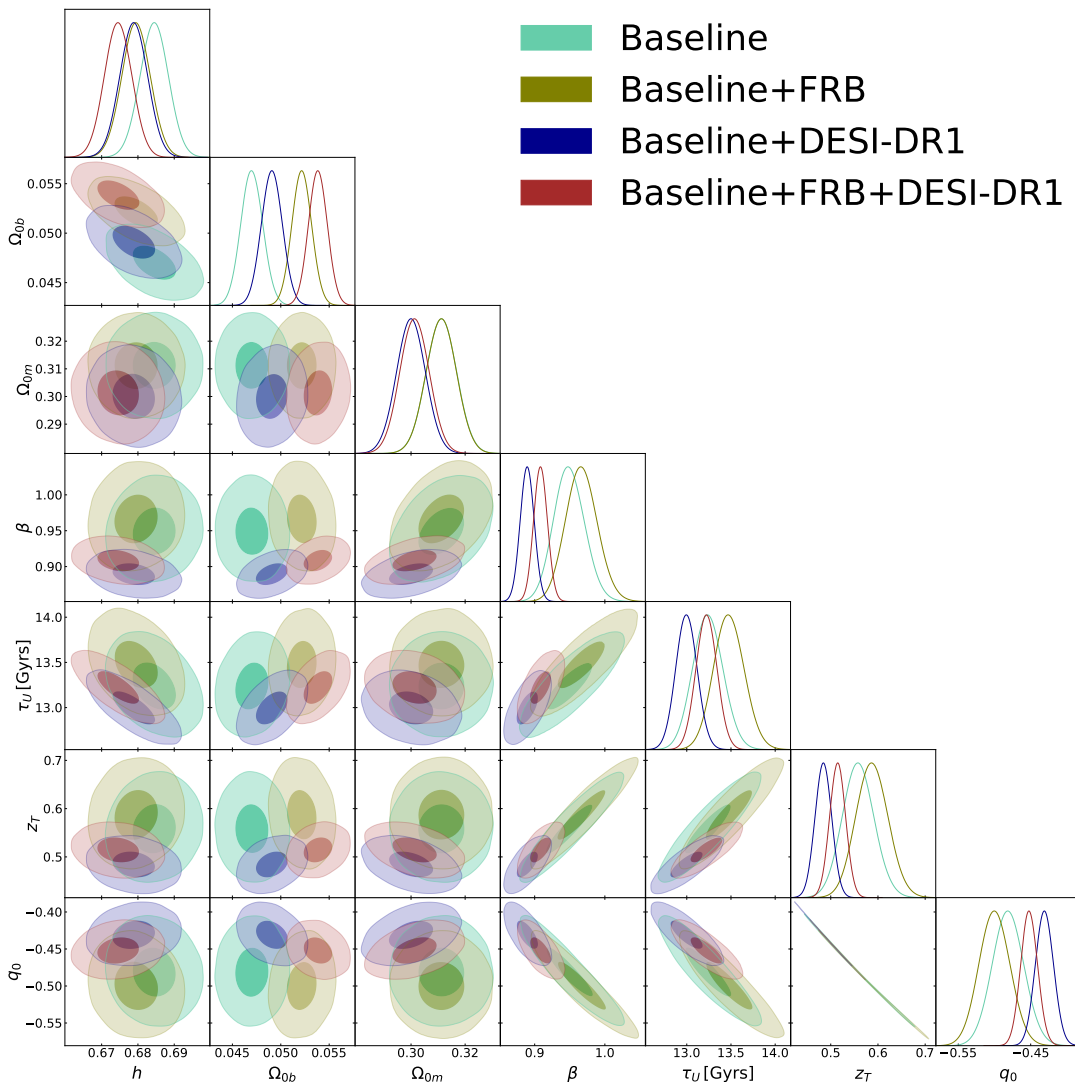 Baseline
Baseline+FRB
Baseline+DESI-DR1
Baseline+FRB+DESI-DR1
0.055
0.050
0.045
Ω0b
0.32
0.31
0.30
0.29
Ω0m
1.00
0.95
0.90
β
14.0
13.5
13.0
τU [Gyrs]
0.7
0.6
0.5
zT
−0.40
−0.45
−0.50
−0.55
q0
0.67 0.68 0.69
0.045 0.050 0.055
0.30 0.32
0.9 1.0
13.0 13.5 14.0
0.5 0.6 0.7
−0.55 −0.45
h
Ω0b
Ω0m
β
τU [Gyrs]
zT
q0